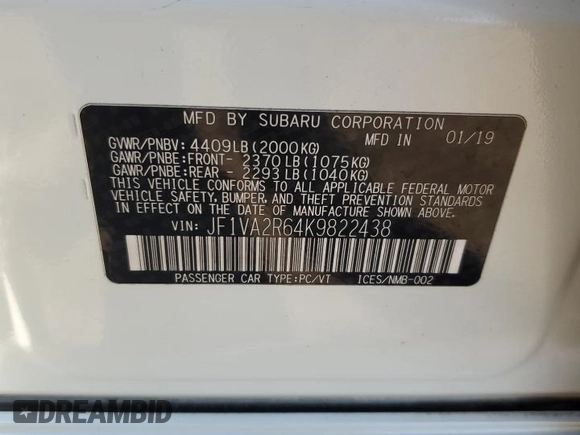 MFD BY SUBARU CORPORATION
GVWR/PNBV: 4409LB(2000KG) MFD IN 01/19
GAWR/PNBE:FRONT- 2370LB(1075KG)
GAWR/PNBE:REAR - 2293LB(1040KG)
THIS VEHICLE CONFORMS TO ALL APPLICABLE FEDERAL MOTOR
VEHICLE SAFETY, BUMPER, AND THEFT PREVENTION STANDARDS
IN EFFECT ON THE DATE OF MANUFACTURE SHOWN ABOVE.
VIN: JF1VA2R64K9822438
PASSENGER CAR TYPE:PC/VT ICES/NMB-002
DREAMBID